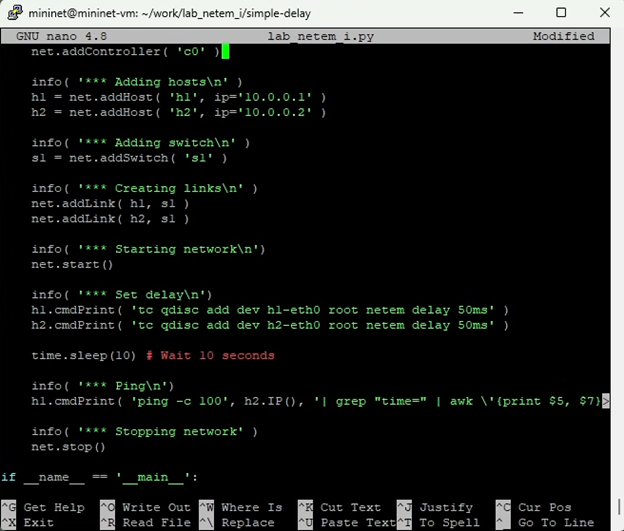 mininet@mininet-vm: ~/work/lab_netem_i/simple-delay
GNU nano 4.8 lab_netem_i.py Modified
net.addController( 'c0' )
info( '*** Adding hosts\n' )
h1 = net.addHost( 'h1', ip='10.0.0.1' )
h2 = net.addHost( 'h2', ip='10.0.0.2' )
info( '*** Adding switch\n' )
s1 = net.addSwitch( 's1' )
info( '*** Creating links\n' )
net.addLink( h1, s1 )
net.addLink( h2, s1 )
info( '*** Starting network\n')
net.start()
info( '*** Set delay\n')
h1.cmdPrint( 'tc qdisc add dev h1-eth0 root netem delay 50ms' )
h2.cmdPrint( 'tc qdisc add dev h2-eth0 root netem delay 50ms' )
time.sleep(10) # Wait 10 seconds
info( '*** Ping\n')
h1.cmdPrint( 'ping -c 100', h2.IP(), '| grep "time=" | awk \'{print $5, $7}>
info( '*** Stopping network' )
net.stop()
if __name__ == '__main__':
^G Get Help ^O Write Out ^W Where Is ^K Cut Text ^J Justify ^C Cur Pos
^X Exit ^R Read File ^\ Replace ^U Paste Text ^T To Spell ^_ Go To Line